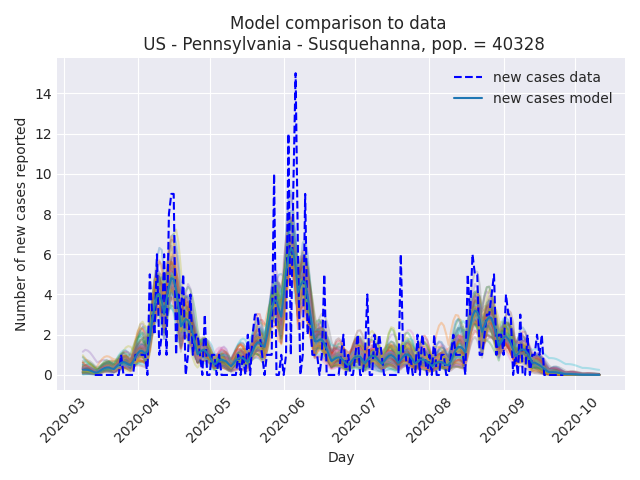 Model comparison to data
US - Pennsylvania - Susquehanna, pop. = 40328
new cases data
new cases model
Number of new cases reported
14
12
10
8
6
4
2
0
2020-03
2020-04
2020-05
2020-06
2020-07
2020-08
2020-09
2020-10
Day